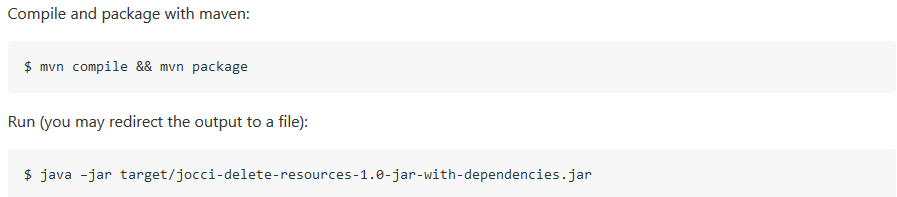 Compile and package with maven:
$ mvn compile && mvn package
Run (you may redirect the output to a file):
$ java –jar target/jocci-delete-resources-1.0-jar-with-dependencies.jar